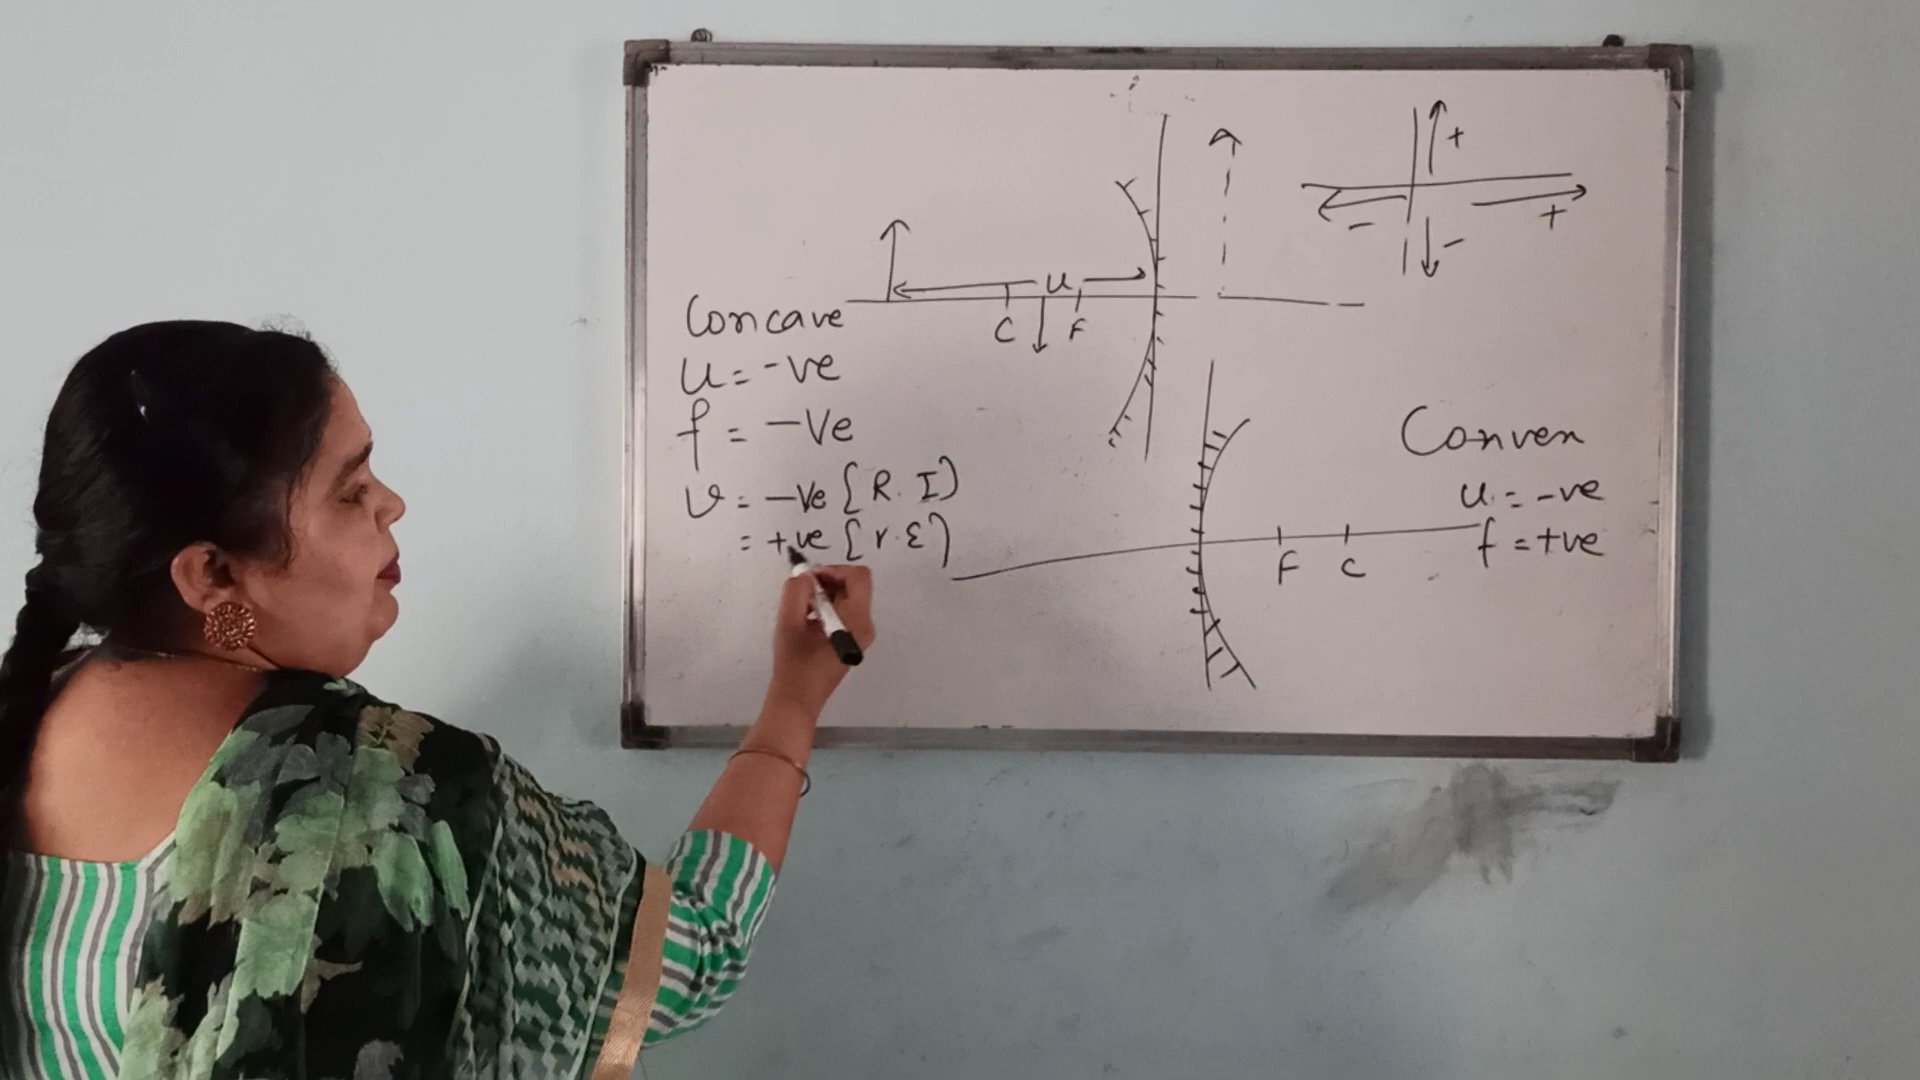 +
- +
-
u
C F
Concave
u = -ve
f = -Ve
v = -Ve [R. I)
= +ve [V.E)
Conven
u = -ve
f = +ve
F C